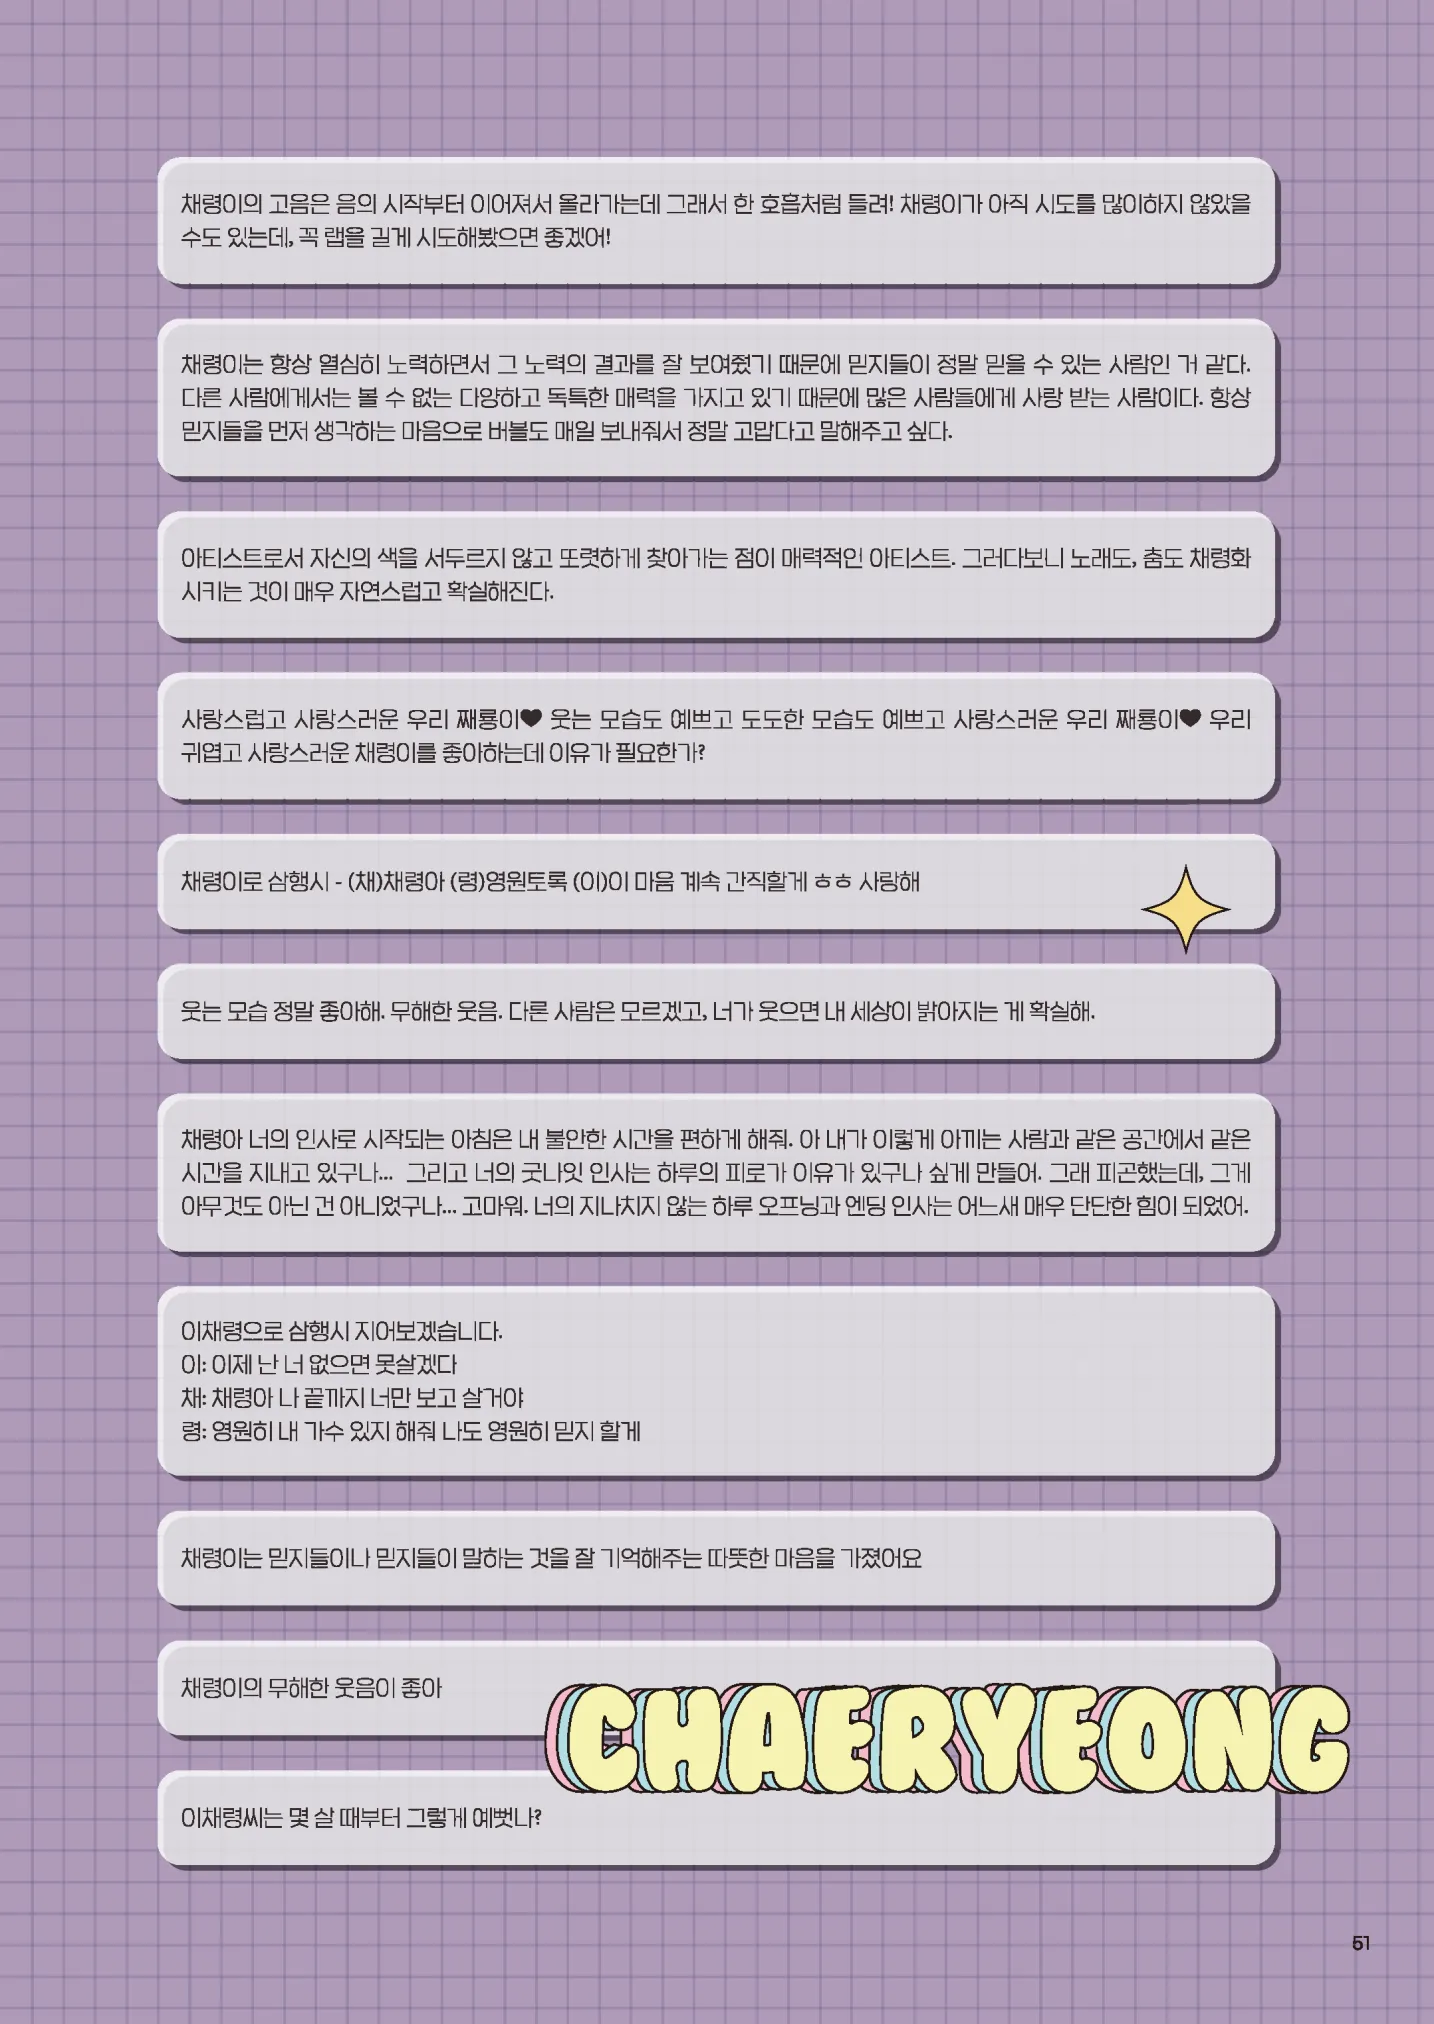 채령이의 고음은 음의 시작부터 이어져서 올라가는데 그래서 한 호흡처럼 들려! 채령이가 아직 시도를 많이하지 않았을
수도 있는데, 꼭 랩을 길게 시도해봤으면 좋겠어!
채령이는 항상 열심히 노력하면서 그 노력의 결과를 잘 보여줬기 때문에 믿지들이 정말 믿을 수 있는 사람인 거 같다.
다른 사람에게서는 볼 수 없는 다양하고 독특한 매력을 가지고 있기 때문에 많은 사람들에게 사랑 받는 사람이다. 항상
믿지들을 먼저 생각하는 마음으로 버블도 매일 보내줘서 정말 고맙다고 말해주고 싶다.
아티스트로서 자신의 색을 서두르지 않고 또렷하게 찾아가는 점이 매력적인 아티스트. 그러다보니 노래도, 춤도 채령화
시키는 것이 매우 자연스럽고 확실해진다.
사랑스럽고 사랑스러운 우리 째룡이♥ 웃는 모습도 예쁘고 도도한 모습도 예쁘고 사랑스러운 우리 째룡이♥ 우리
귀엽고 사랑스러운 채령이를 좋아하는데 이유가 필요한가?
채령이로 삼행시 - (채)채령아 (령)영원토록 (이)이 마음 계속 간직할게 ㅎㅎ 사랑해
웃는 모습 정말 좋아해. 무해한 웃음. 다른 사람은 모르겠고, 너가 웃으면 내 세상이 밝아지는 게 확실해.
채령아 너의 인사로 시작되는 아침은 내 불안한 시간을 편하게 해줘. 아 내가 이렇게 아끼는 사람과 같은 공간에서 같은
시간을 지내고 있구나... 그리고 너의 굿나잇 인사는 하루의 피로가 이유가 있구나 싶게 만들어. 그래 피곤했는데, 그게
아무것도 아닌 건 아니었구나... 고마워. 너의 지나치지 않는 하루 오프닝과 엔딩 인사는 어느새 매우 단단한 힘이 되었어.
이채령으로 삼행시 지어보겠습니다.
이: 이제 난 너 없으면 못살겠다
채: 채령아 나 끝까지 너만 보고 살거야
령: 영원히 내 가수 있지 해줘 나도 영원히 믿지 할게
채령이는 믿지들이나 믿지들이 말하는 것을 잘 기억해주는 따뜻한 마음을 가졌어요
채령이의 무해한 웃음이 좋아
CHAERYEONG
이채령씨는 몇 살 때부터 그렇게 예뻤나?
51